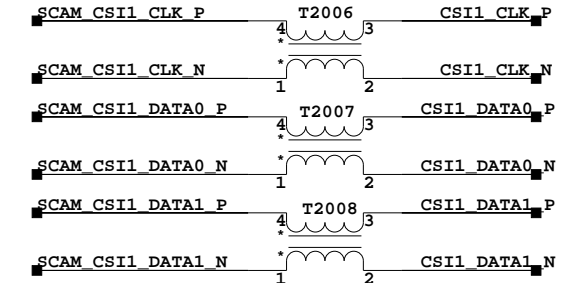 SCAM_CSI1_CLK_P T2006 CSI1_CLK_P
4 3
*
*
SCAM_CSI1_CLK_N CSI1_CLK_N
1 2
SCAM_CSI1_DATA0_P T2007 CSI1_DATA0_P
4 3
*
*
SCAM_CSI1_DATA0_N CSI1_DATA0_N
1 2
SCAM_CSI1_DATA1_P T2008 CSI1_DATA1_P
4 3
*
*
SCAM_CSI1_DATA1_N CSI1_DATA1_N
1 2